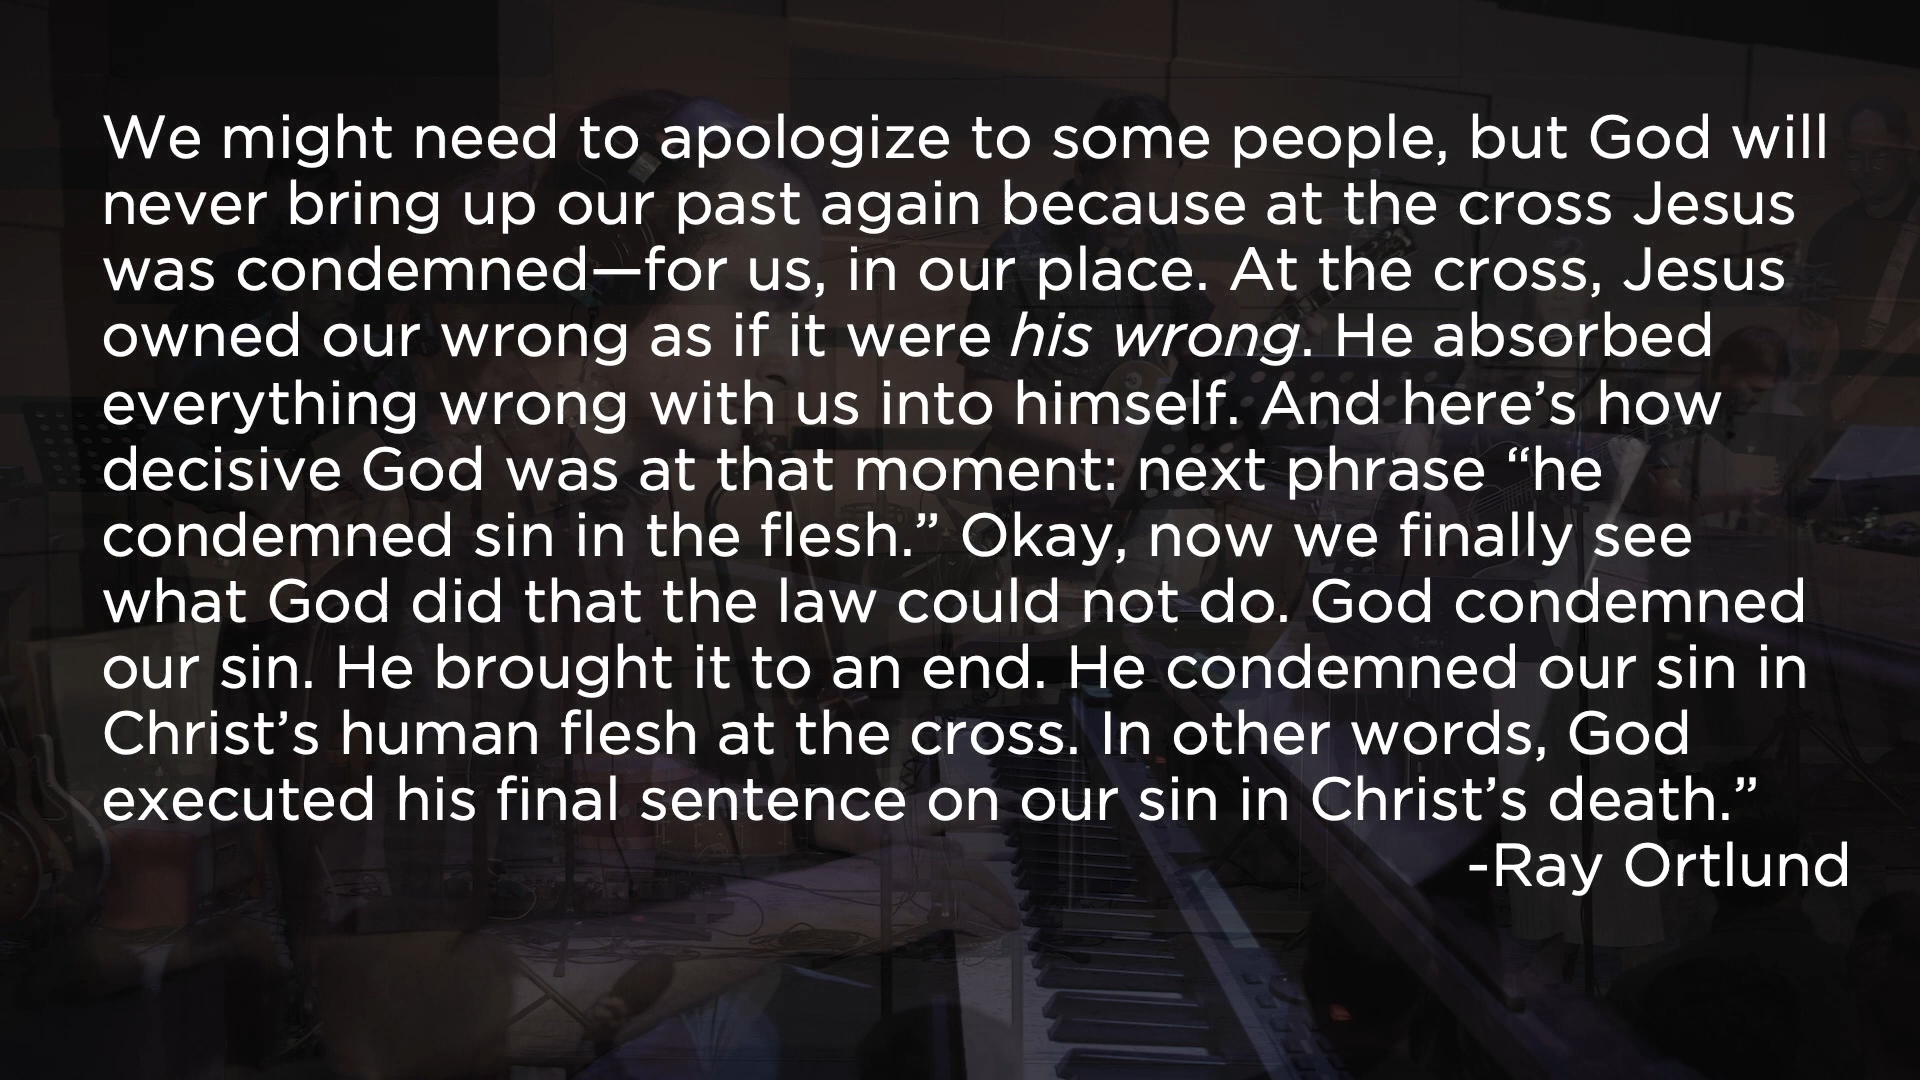 We might need to apologize to some people, but God will
never bring up our past again because at the cross Jesus
was condemned—for us, in our place. At the cross, Jesus
owned our wrong as if it were his wrong. He absorbed
everything wrong with us into himself. And here’s how
decisive God was at that moment: next phrase “he
condemned sin in the flesh.” Okay, now we finally see
what God did that the law could not do. God condemned
our sin. He brought it to an end. He condemned our sin in
Christ’s human flesh at the cross. In other words, God
executed his final sentence on our sin in Christ’s death.”
-Ray Ortlund